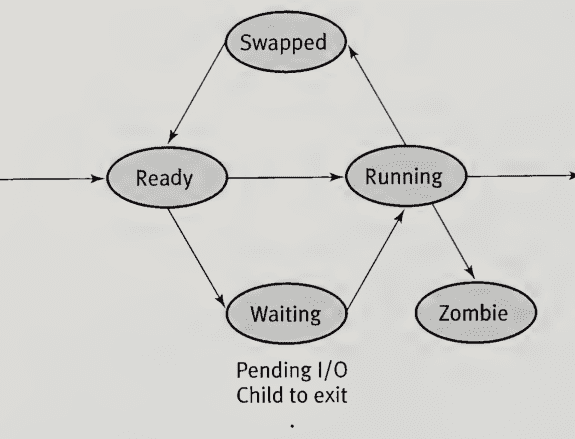 Swapped
Ready
Running
Waiting
Zombie
Pending I/O
Child to exit